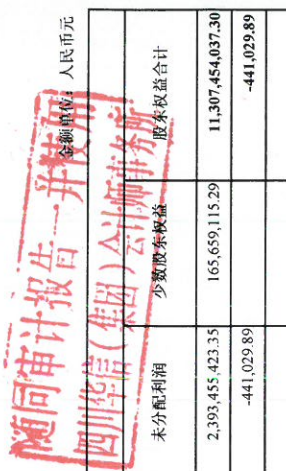 随同审计报告一并使用
四川华信(集团)会计师事务所
金额单位：人民币元
未分配利润 少数股东权益 股东权益合计
2,393,455,423.35 165,659,115.29 11,307,454,037.30
-441,029.89 -441,029.89